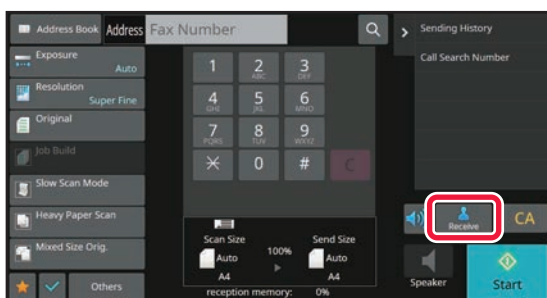 Address Book
Address
Fax Number
Sending History
Call Search Number
Exposure
Auto
Resolution
Super Fine
Original
Job Build
Slow Scan Mode
Heavy Paper Scan
Mixed Size Orig.
Others
1
2
ABC
3
DEF
4
GHI
5
JKL
6
MNO
7
PQRS
8
TUV
9
WXYZ
0
#
C
Scan Size
Auto
A4
100%
Send Size
Auto
A4
reception memory: 0%
Receive
CA
Speaker
Start